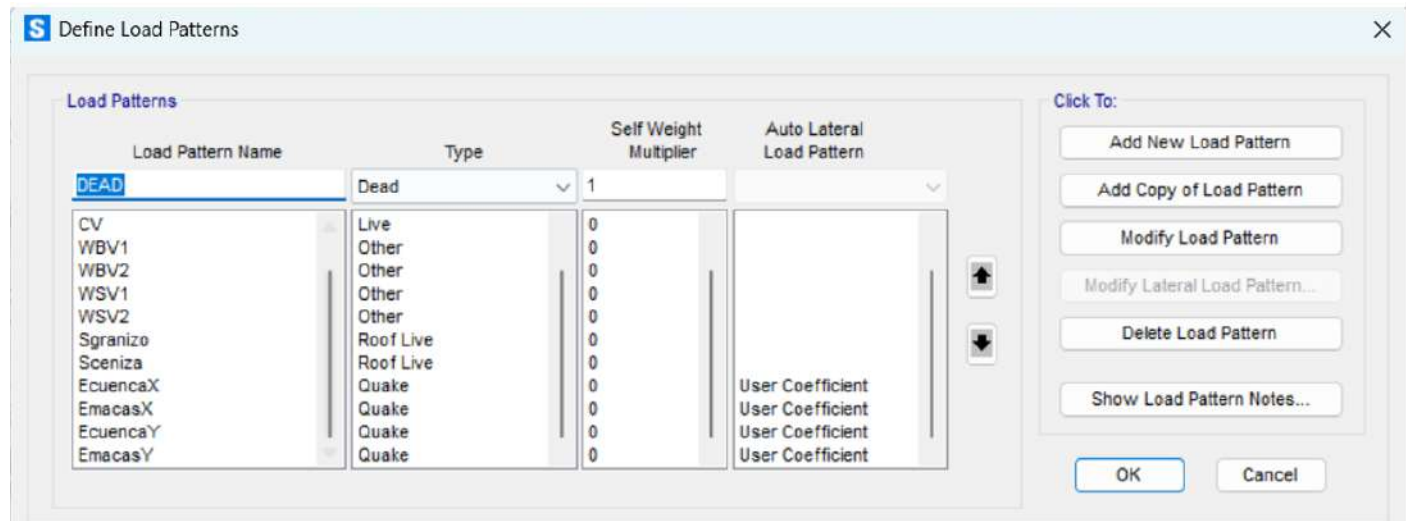 S Define Load Patterns
Load Patterns
Click To:
Load Pattern Name Type Self Weight Multiplier Auto Lateral Load Pattern
DEAD Dead 1
CV Live 0
WBV1 Other 0
WBV2 Other 0
WSV1 Other 0
WSV2 Other 0
Sgranizo Roof Live 0
Sceniza Roof Live 0
EcuencaX Quake 0 User Coefficient
EmacasX Quake 0 User Coefficient
EcuencaY Quake 0 User Coefficient
EmacasY Quake 0 User Coefficient
Add New Load Pattern
Add Copy of Load Pattern
Modify Load Pattern
Modify Lateral Load Pattern...
Delete Load Pattern
Show Load Pattern Notes...
OK Cancel